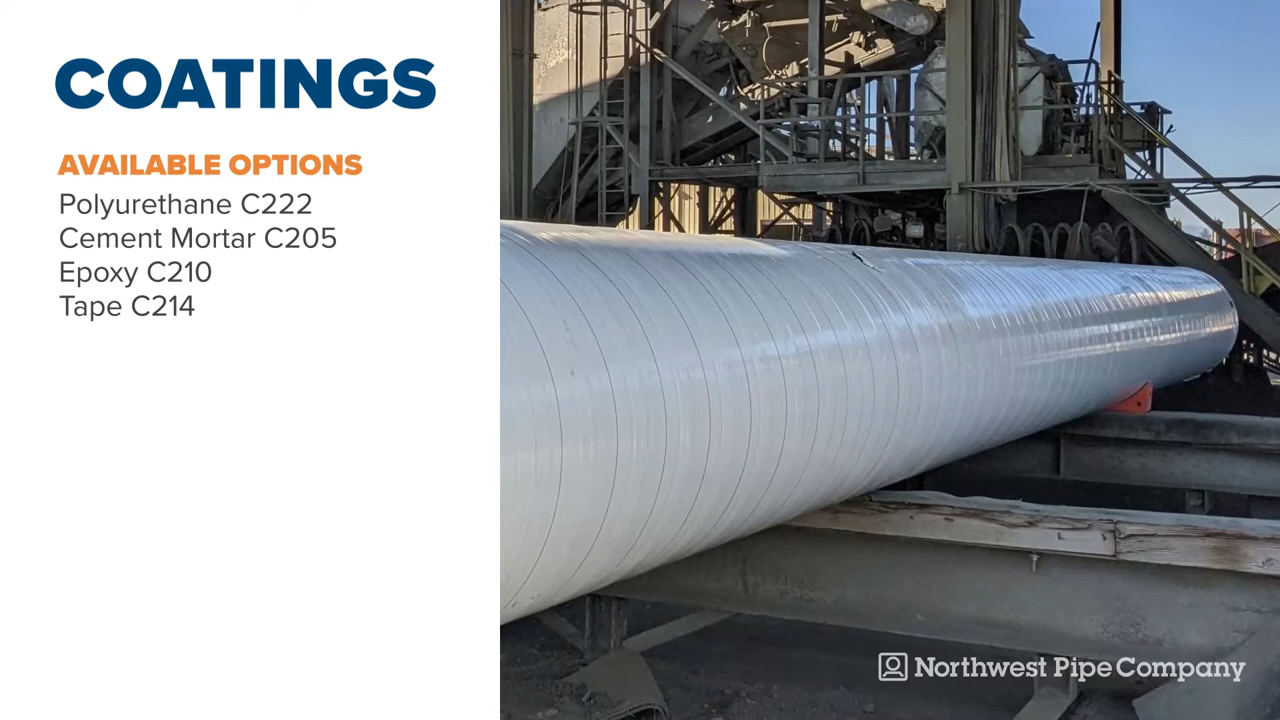 COATINGS
AVAILABLE OPTIONS
Polyurethane C222
Cement Mortar C205
Epoxy C210
Tape C214
Northwest Pipe Company